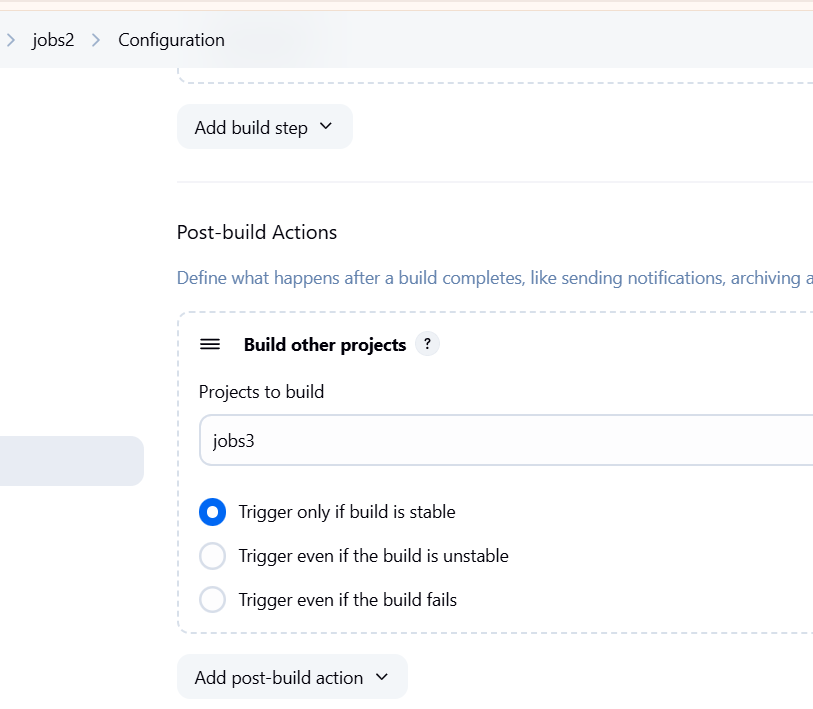 jobs2 Configuration
Add build step
Post-build Actions
Define what happens after a build completes, like sending notifications, archiving
Build other projects ?
Projects to build
jobs3
Trigger only if build is stable
Trigger even if the build is unstable
Trigger even if the build fails
Add post-build action